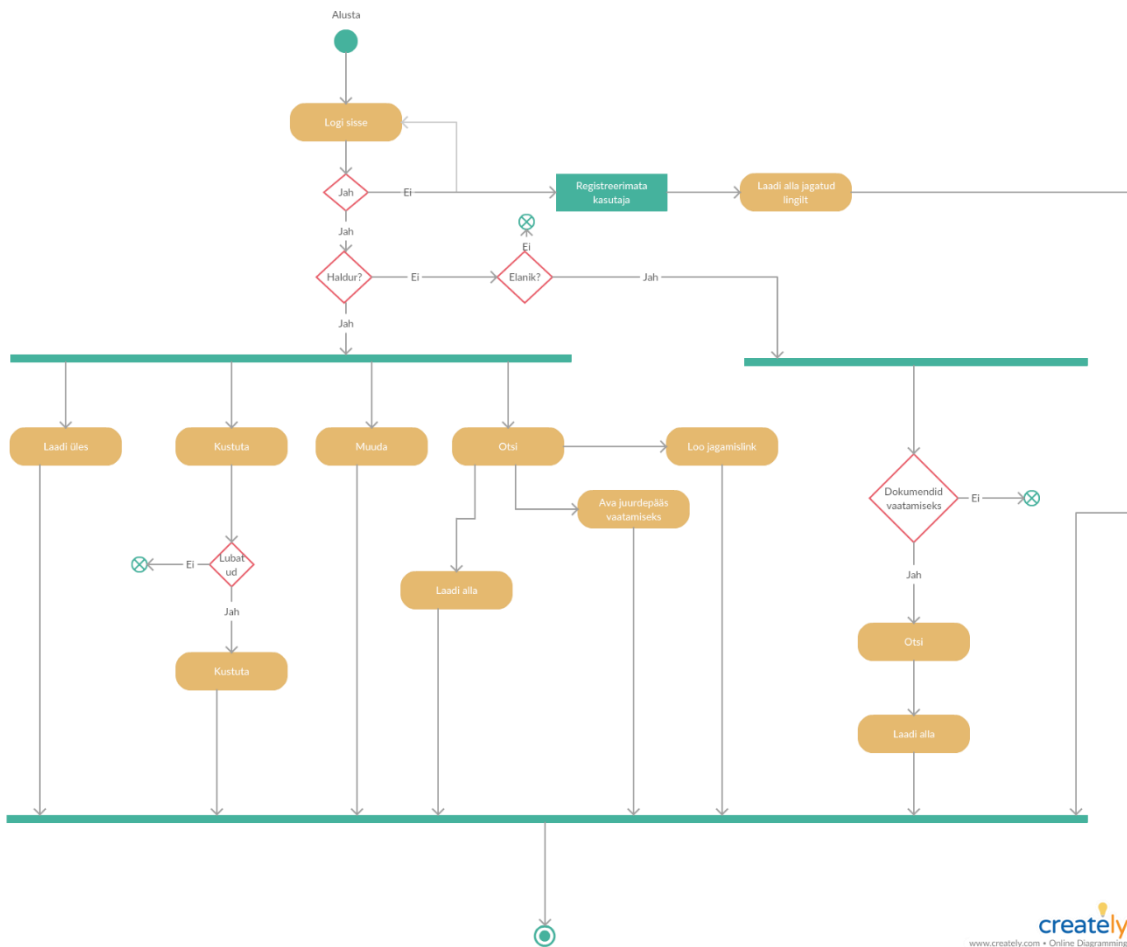 Alusta
Logi sisse
Jah
Ei
Registreerimata
kasutaja
Laadi alla jagatud
lingilt
Jah
Ei
Haldur?
Ei
Elanik?
Jah
Jah
Laadi üles
Kustuta
Muuda
Otsi
Loo jagamislink
Dokumendid
vaatamiseks
Ei
Ava juurdepääs
vaatamiseks
Lubat
ud
Ei
Jah
Laadi alla
Jah
Otsi
Kustuta
Laadi alla
creately
www.creately.com • Online Diagramming